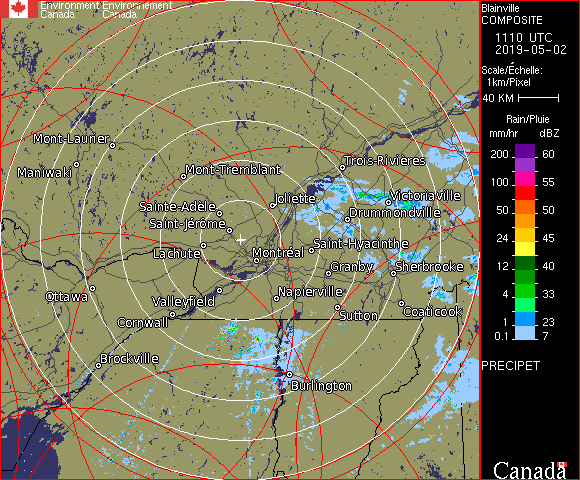 Environment Environnement
Canada Canada
Blainville
COMPOSITE
1110 UTC
2019-05-02
Scale/Échelle:
1km/Pixel
40 KM
Rain/Pluie
mm/hr dBZ
200 60
100 55
50 50
24 45
12 40
4 33
1 23
0.1 7
PRECIPET
Canada
Mont-Laurier
Maniwaki
Mont-Tremblant
Trois-Rivières
Joliette
Victoriaville
Sainte-Adèle
Drummondville
Saint-Jérôme
Saint-Hyacinthe
Lachute
Montréal
Granby
Sherbrooke
Ottawa
Valleyfield
Napierville
Cornwall
Sutton
Coaticook
Brockville
Burlington